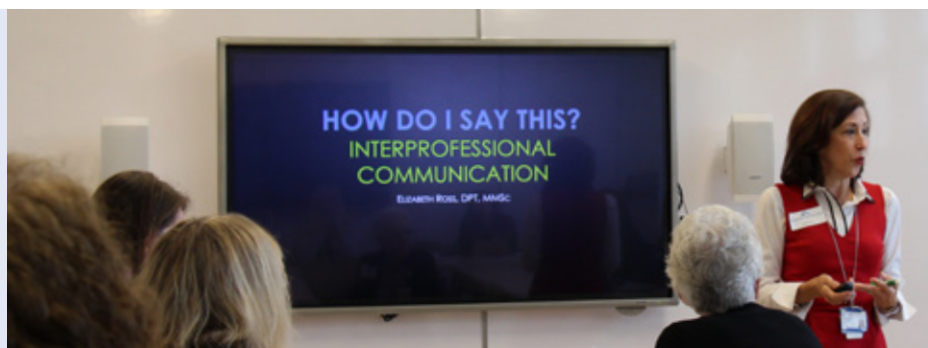 HOW DO I SAY THIS?
INTERPROFESSIONAL
COMMUNICATION
ELIZABETH ROSS, DPT, MMSC